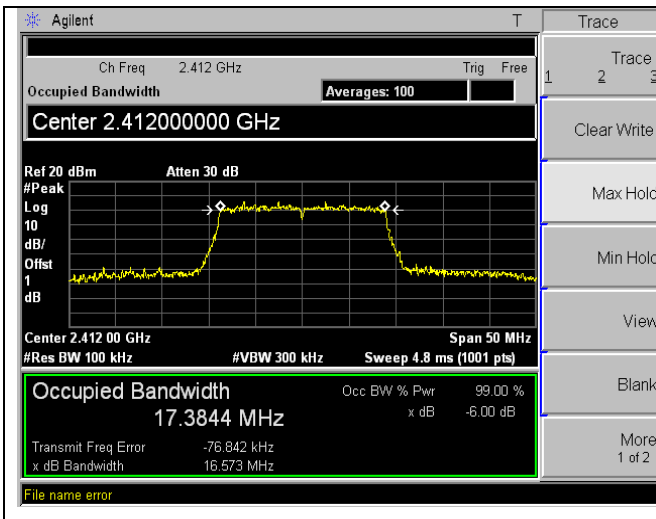 Agilent T Trace
Ch Freq 2.412 GHz Trig Free
Occupied Bandwidth Averages: 100
Center 2.412000000 GHz
Ref 20 dBm Atten 30 dB
#Peak
Log
10
dB/
Offst
1
dB
Center 2.412 00 GHz Span 50 MHz
#Res BW 100 kHz #VBW 300 kHz Sweep 4.8 ms (1001 pts)
Occupied Bandwidth Occ BW % Pwr 99.00 %
17.3844 MHz x dB -6.00 dB
Transmit Freq Error -76.842 kHz
x dB Bandwidth 16.573 MHz
File name error
Trace
1 2 3
Clear Write
Max Hold
Min Hold
View
Blank
More
1 of 2